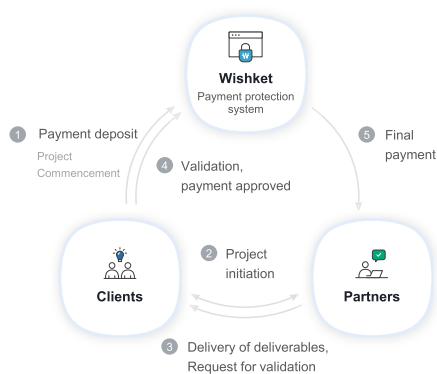 W
Wishket
Payment protection
system
1 Payment deposit
Project
Commencement
4 Validation,
payment approved
5 Final
payment
2 Project
initiation
Clients
Partners
3 Delivery of deliverables,
Request for validation